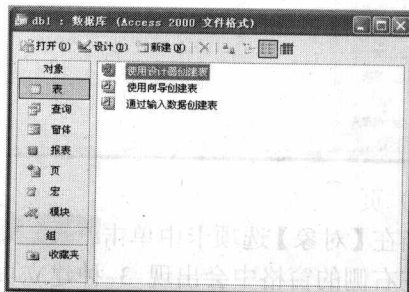 db1 : 数据库 (Access 2000 文件格式)
打开(O) 设计(D) 新建(N)
对象
表
查询
窗体
报表
页
宏
模块
组
收藏夹
使用设计器创建表
使用向导创建表
通过输入数据创建表